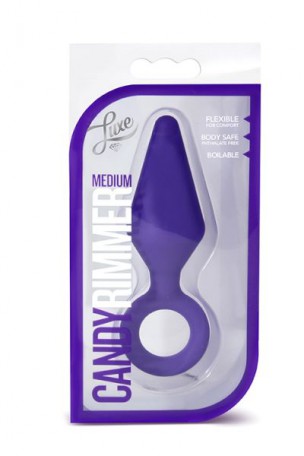 Luxe
FLEXIBLE
FOR COMFORT
BODY SAFE
PHTHALATE FREE
BOILABLE
MEDIUM
CANDY RIMMER